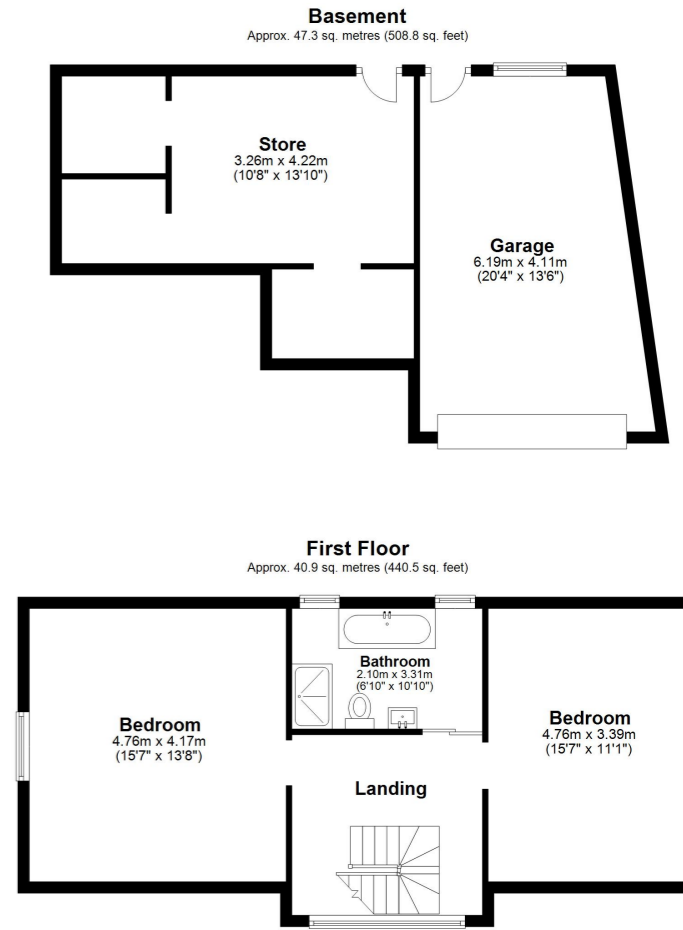 Basement
Approx. 47.3 sq. metres (508.8 sq. feet)
Store
3.26m x 4.22m
(10'8" x 13'10")
Garage
6.19m x 4.11m
(20'4" x 13'6")
First Floor
Approx. 40.9 sq. metres (440.5 sq. feet)
Bathroom
2.10m x 3.31m
(6'10" x 10'10")
Bedroom
4.76m x 4.17m
(15'7" x 13'8")
Bedroom
4.76m x 3.39m
(15'7" x 11'1")
Landing